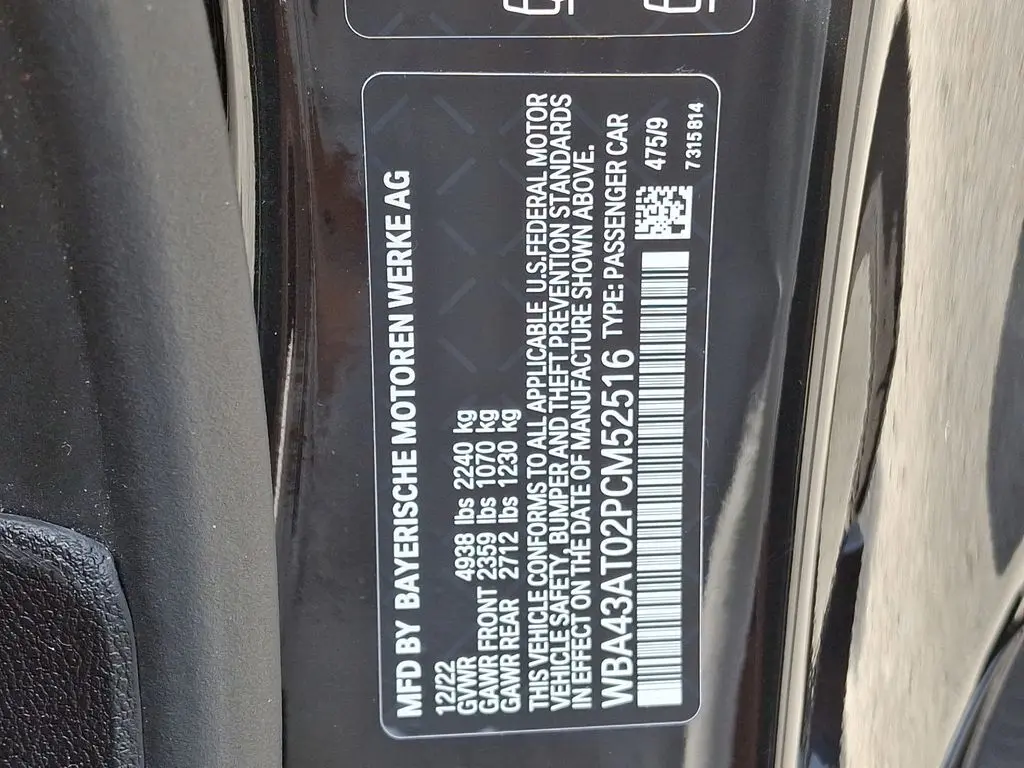 MFD BY BAYERISCHE MOTOREN WERKE AG
12/22
GVWR 4938 lbs 2240 kg
GAWR FRONT 2359 lbs 1070 kg
GAWR REAR 2712 lbs 1230 kg
THIS VEHICLE CONFORMS TO ALL APPLICABLE U.S.FEDERAL MOTOR
VEHICLE SAFETY, BUMPER AND THEFT PREVENTION STANDARDS
IN EFFECT ON THE DATE OF MANUFACTURE SHOWN ABOVE.
WBA43AT02PCM52516 TYPE: PASSENGER CAR
475/9
7315814